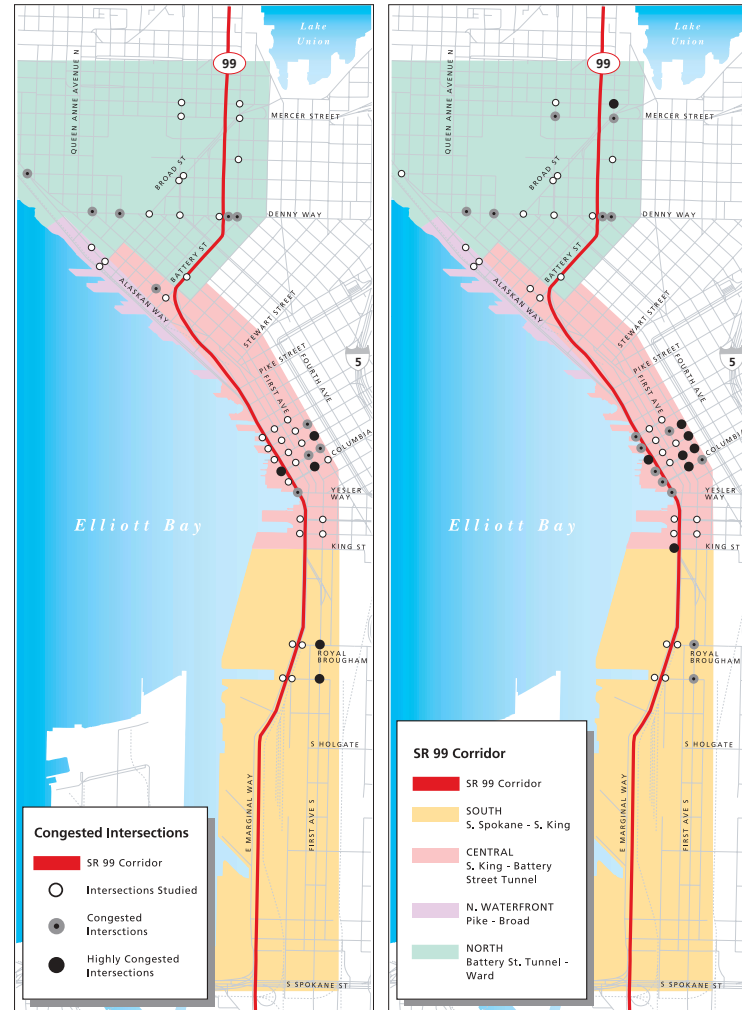 Lake
Union
99
QUEEN ANNE AVENUE N
MERCER STREET
BROAD ST
DENNY WAY
BATTERY ST
ALASKAN WAY
STEWART STREET
PIKE STREET
FOURTH AVE
FIRST AVE
5
COLUMBIA
YESLER
WAY
Elliott Bay
KING ST
ROYAL
BROUGHAM
S HOLGATE
E MARGINAL WAY
FIRST AVE S
S SPOKANE ST
Congested Intersections
SR 99 Corridor
Intersections Studied
Congested
Intersctions
Highly Congested
Intersections
Lake
Union
99
QUEEN ANNE AVENUE N
MERCER STREET
BROAD ST
DENNY WAY
BATTERY ST
ALASKAN WAY
STEWART STREET
PIKE STREET
FOURTH AVE
FIRST AVE
5
COLUMBIA
YESLER
WAY
Elliott Bay
KING ST
ROYAL
BROUGHAM
S HOLGATE
E MARGINAL WAY
FIRST AVE S
S SPOKANE ST
SR 99 Corridor
SR 99 Corridor
SOUTH
S. Spokane - S. King
CENTRAL
S. King - Battery
Street Tunnel
N. WATERFRONT
Pike - Broad
NORTH
Battery St. Tunnel -
Ward